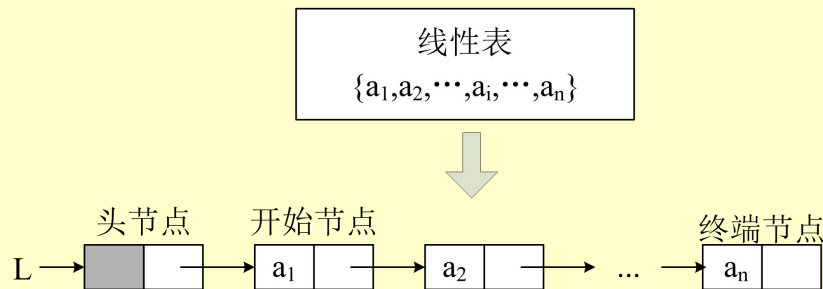 线性表
{a₁,a₂,⋯,aᵢ,⋯,aₙ}
头节点 开始节点 终端节点
L a₁ a₂ ... aₙ